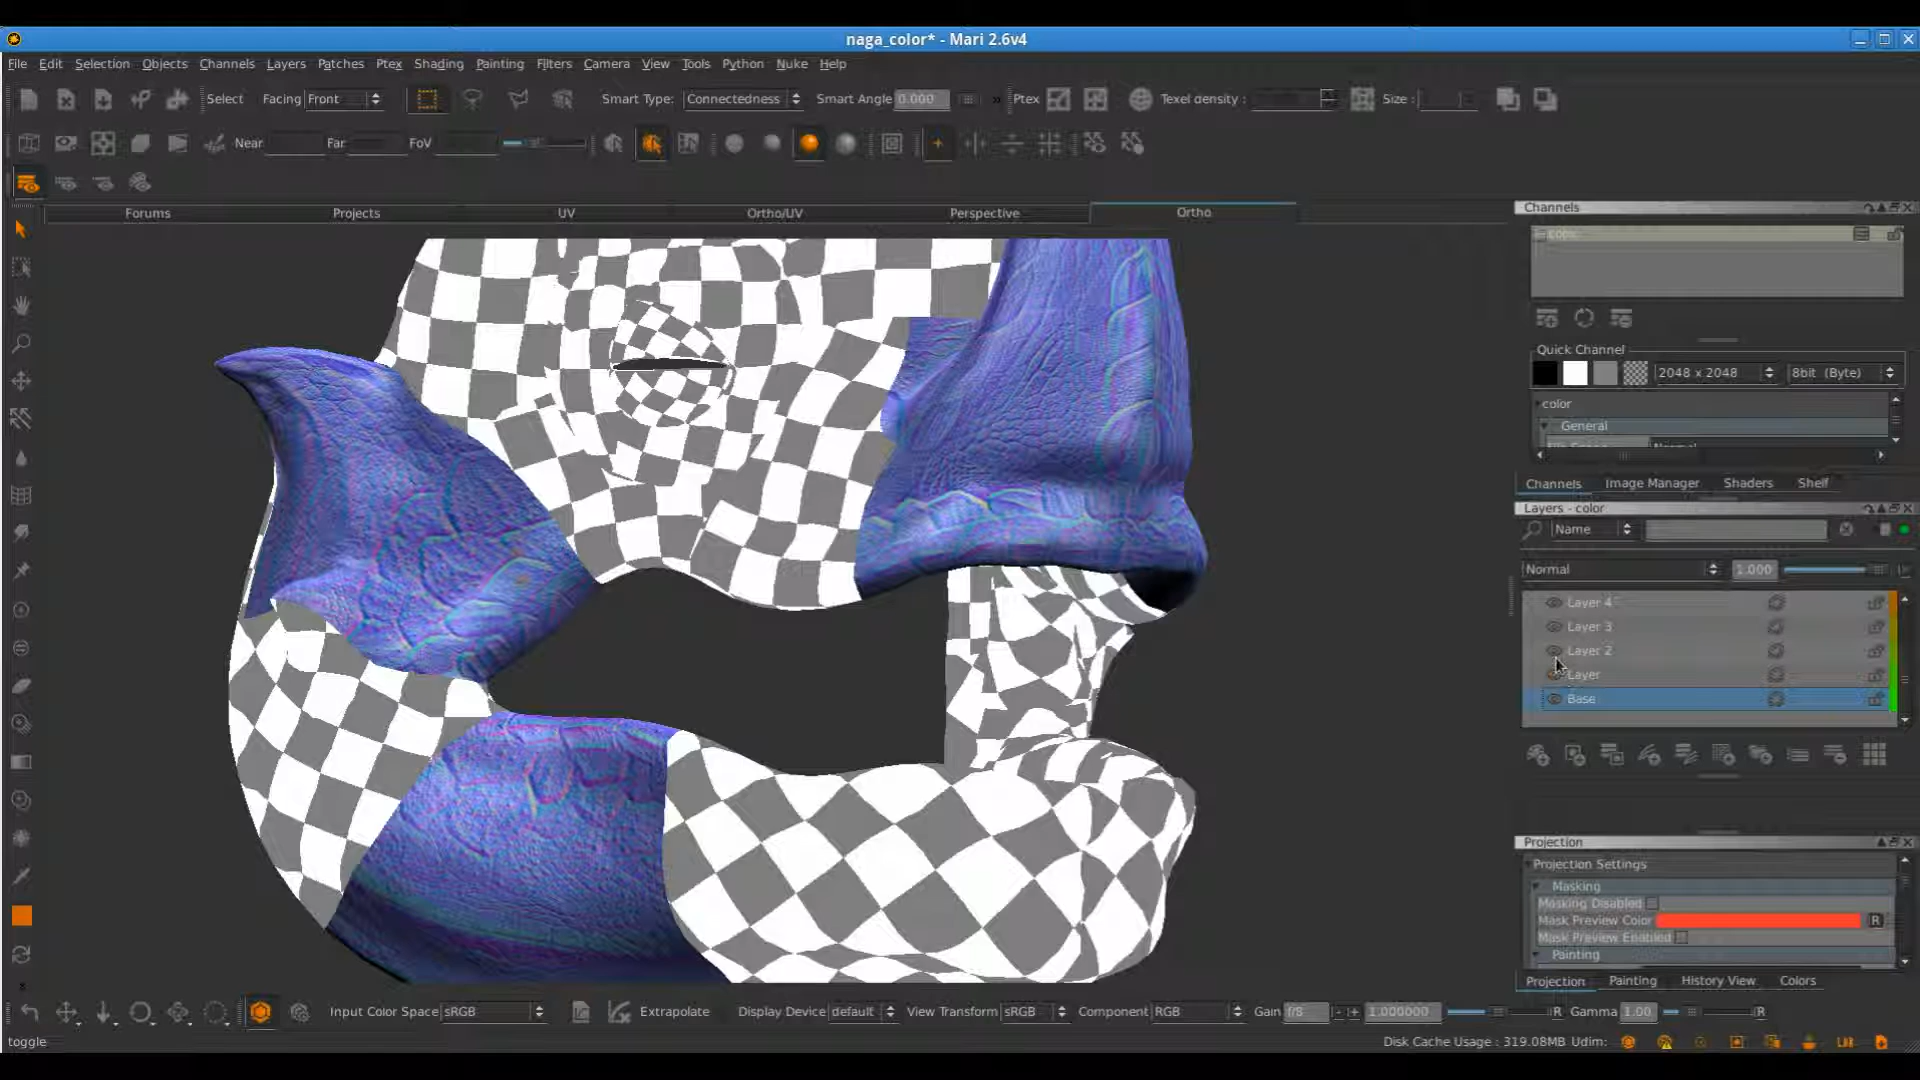 naga_color* - Mari 2.6v4
File Edit Selection Objects Channels Layers Patches Ptex Shading Painting Filters Camera View Tools Python Nuke Help
Select Facing Front Smart Type: Connectedness Smart Angle 0.000 » Ptex Texel density : Size :
Near Far FoV
Forums Projects UV Ortho/UV Perspective Ortho
Channels
color
Quick Channel
2048 x 2048 8bit (Byte)
color
General
Channels Image Manager Shaders Shelf
Layers - color
Name
Normal 1.000
Layer 4
Layer 3
Layer 2
Layer
Base
Projection
Projection Settings
Masking
Masking Disabled
Mask Preview Color R
Mask Preview Enabled
Painting
Projection Painting History View Colors
Input Color Space sRGB Extrapolate Display Device default View Transform sRGB Component RGB Gain f/8 - + 1.000000 R Gamma 1.00 R
toggle Disk Cache Usage : 319.08MB Udim: